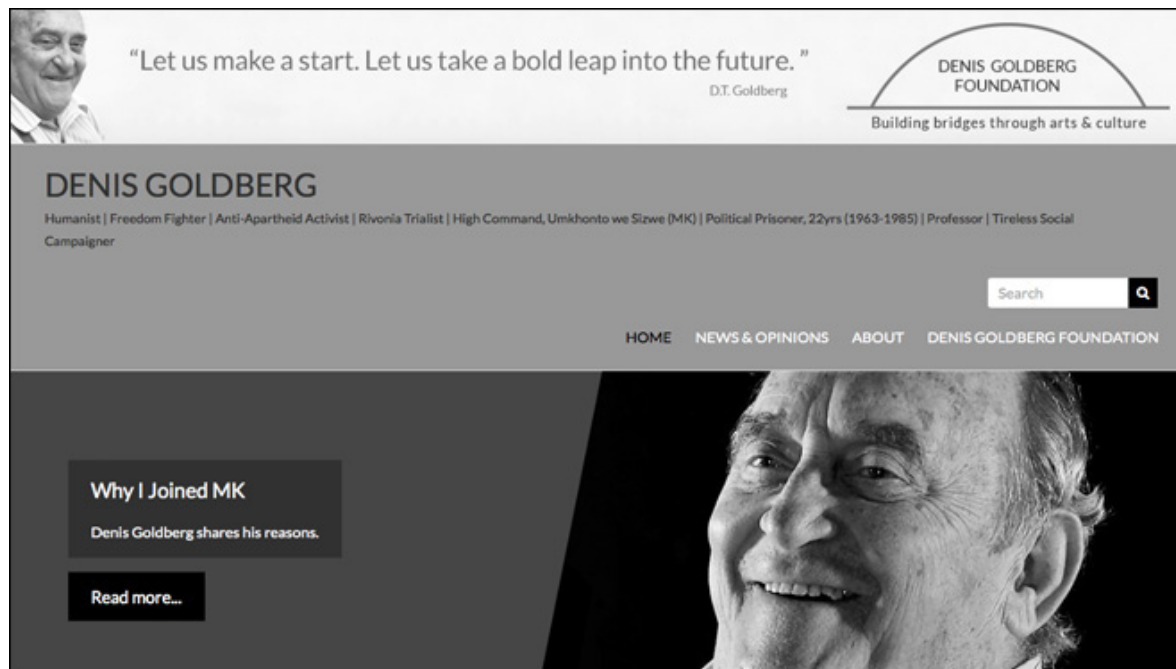 “Let us make a start. Let us take a bold leap into the future. ”
D.T. Goldberg
DENIS GOLDBERG
FOUNDATION
Building bridges through arts & culture
DENIS GOLDBERG
Humanist | Freedom Fighter | Anti-Apartheid Activist | Rivonia Trialist | High Command, Umkhonto we Sizwe (MK) | Political Prisoner, 22yrs (1963-1985) | Professor | Tireless Social
Campaigner
Search
HOME NEWS & OPINIONS ABOUT DENIS GOLDBERG FOUNDATION
Why I Joined MK
Denis Goldberg shares his reasons.
Read more...